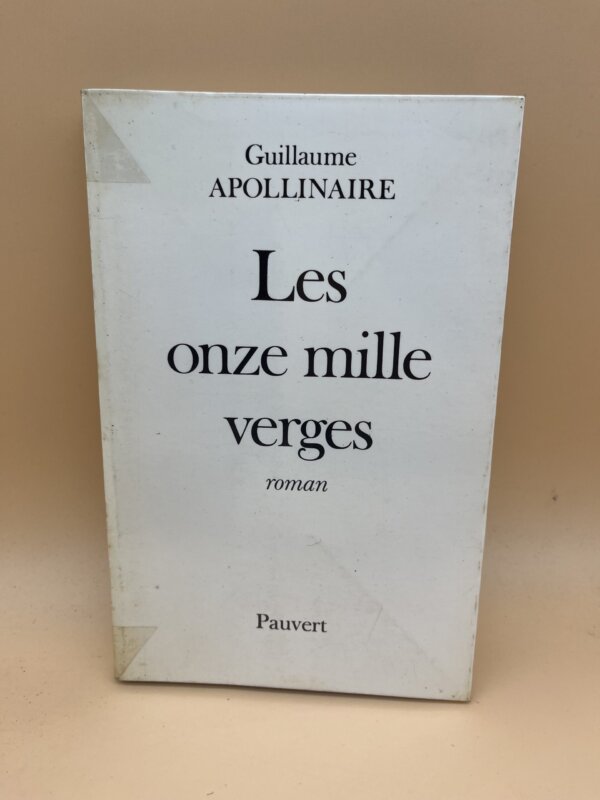 Guillaume
APOLLINAIRE
Les
onze mille
verges
roman
Pauvert